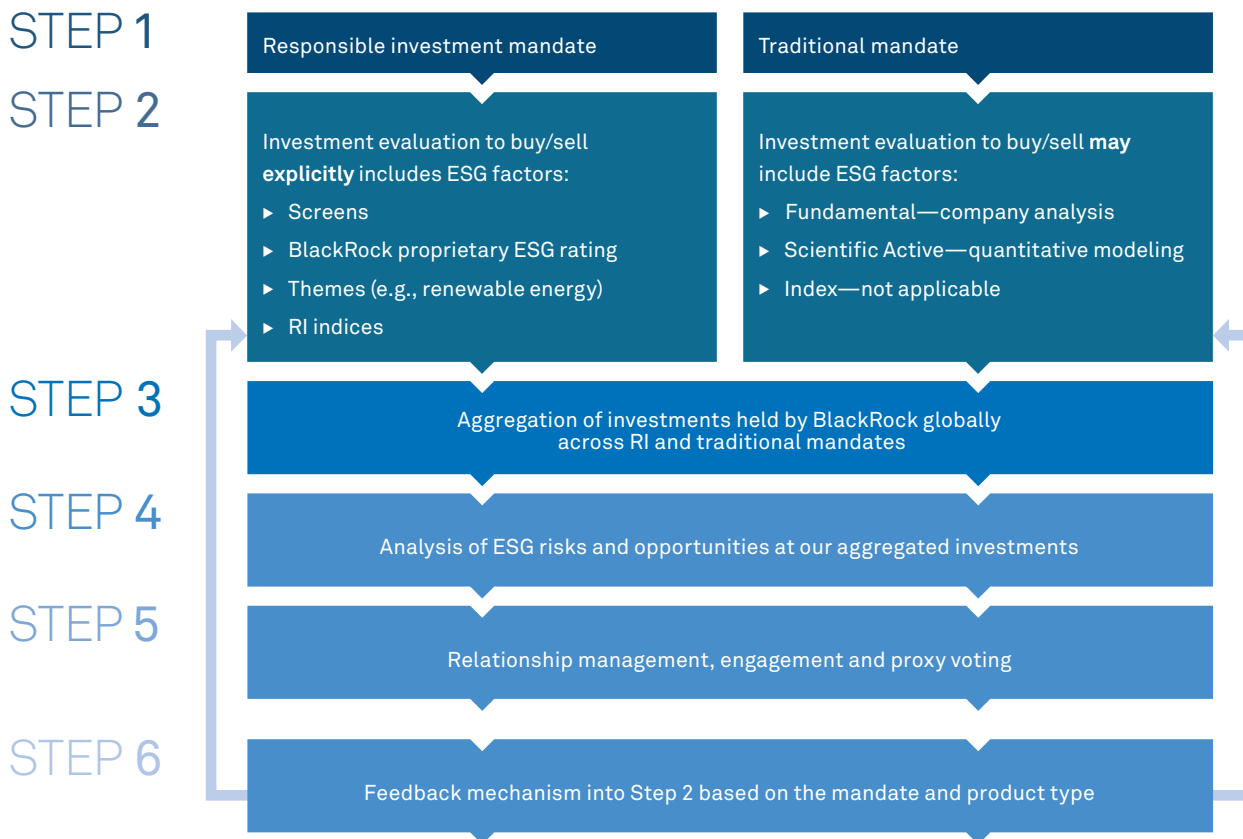 STEP 1
Responsible investment mandate
Traditional mandate
STEP 2
Investment evaluation to buy/sell
explicitly includes ESG factors:
▸ Screens
▸ BlackRock proprietary ESG rating
▸ Themes (e.g., renewable energy)
▸ RI indices
Investment evaluation to buy/sell may
include ESG factors:
▸ Fundamental—company analysis
▸ Scientific Active—quantitative modeling
▸ Index—not applicable
STEP 3
Aggregation of investments held by BlackRock globally
across RI and traditional mandates
STEP 4
Analysis of ESG risks and opportunities at our aggregated investments
STEP 5
Relationship management, engagement and proxy voting
STEP 6
Feedback mechanism into Step 2 based on the mandate and product type